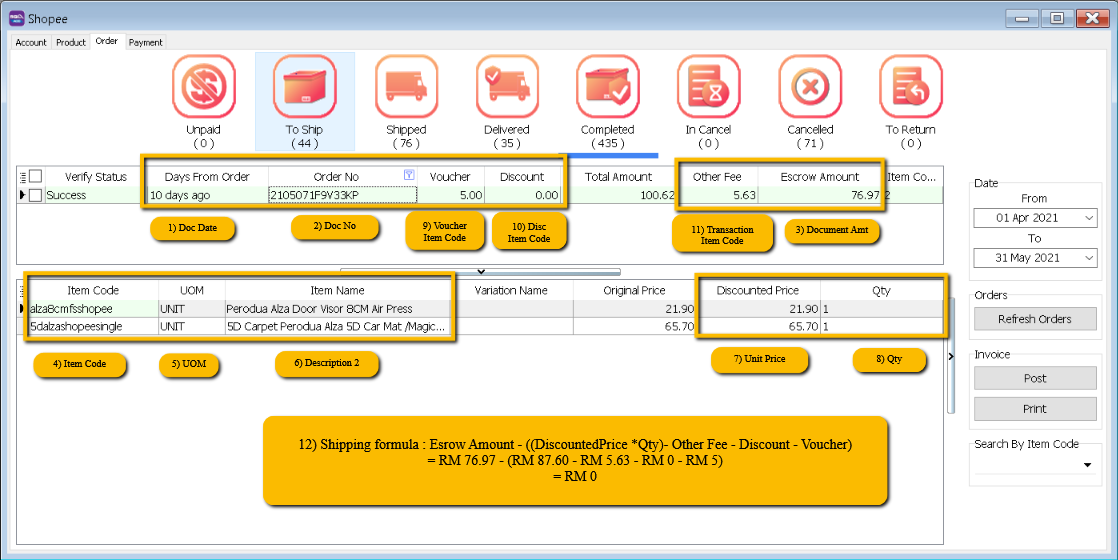 Shopee
Account Product Order Payment
Unpaid To Ship Shipped Delivered Completed In Cancel Cancelled To Return
( 0 ) ( 44 ) ( 76 ) ( 35 ) ( 435 ) ( 0 ) ( 71 ) ( 0 )
Verify Status Days From Order Order No Voucher Discount Total Amount Other Fee Escrow Amount Item Co...
Success 10 days ago 2105071F9V33KP 5.00 0.00 100.62 5.63 76.97 2
1) Doc Date
2) Doc No
9) Voucher
Item Code
10) Disc
Item Code
11) Transaction
Item Code
3) Document Amt
Item Code UOM Item Name Variation Name Original Price Discounted Price Qty
alza8cmfsshopee UNIT Perodua Alza Door Visor 8CM Air Press 21.90 21.90 1
5dalzashopeesingle UNIT 5D Carpet Perodua Alza 5D Car Mat /Magic... 65.70 65.70 1
4) Item Code
5) UOM
6) Description 2
7) Unit Price
8) Qty
12) Shipping formula : Esrow Amount - ((DiscountedPrice *Qty)- Other Fee - Discount - Voucher)
= RM 76.97 - (RM 87.60 - RM 5.63 - RM 0 - RM 5)
= RM 0
Date
From
01 Apr 2021
To
31 May 2021
Orders
Refresh Orders
Invoice
Post
Print
Search By Item Code